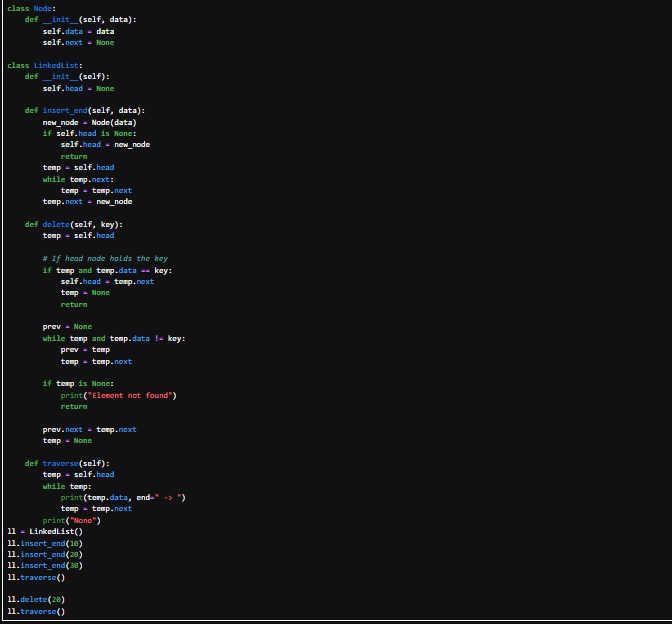 class Node:
    def __init__(self, data):
        self.data = data
        self.next = None

class LinkedList:
    def __init__(self):
        self.head = None

    def insert_end(self, data):
        new_node = Node(data)
        if self.head is None:
            self.head = new_node
            return
        temp = self.head
        while temp.next:
            temp = temp.next
        temp.next = new_node

    def delete(self, key):
        temp = self.head

        # If head node holds the key
        if temp and temp.data == key:
            self.head = temp.next
            temp = None
            return

        prev = None
        while temp and temp.data != key:
            prev = temp
            temp = temp.next

        if temp is None:
            print("Element not found")
            return

        prev.next = temp.next
        temp = None

    def traverse(self):
        temp = self.head
        while temp:
            print(temp.data, end=" -> ")
            temp = temp.next
        print("None")
ll = LinkedList()
ll.insert_end(10)
ll.insert_end(20)
ll.insert_end(30)
ll.traverse()

ll.delete(20)
ll.traverse()